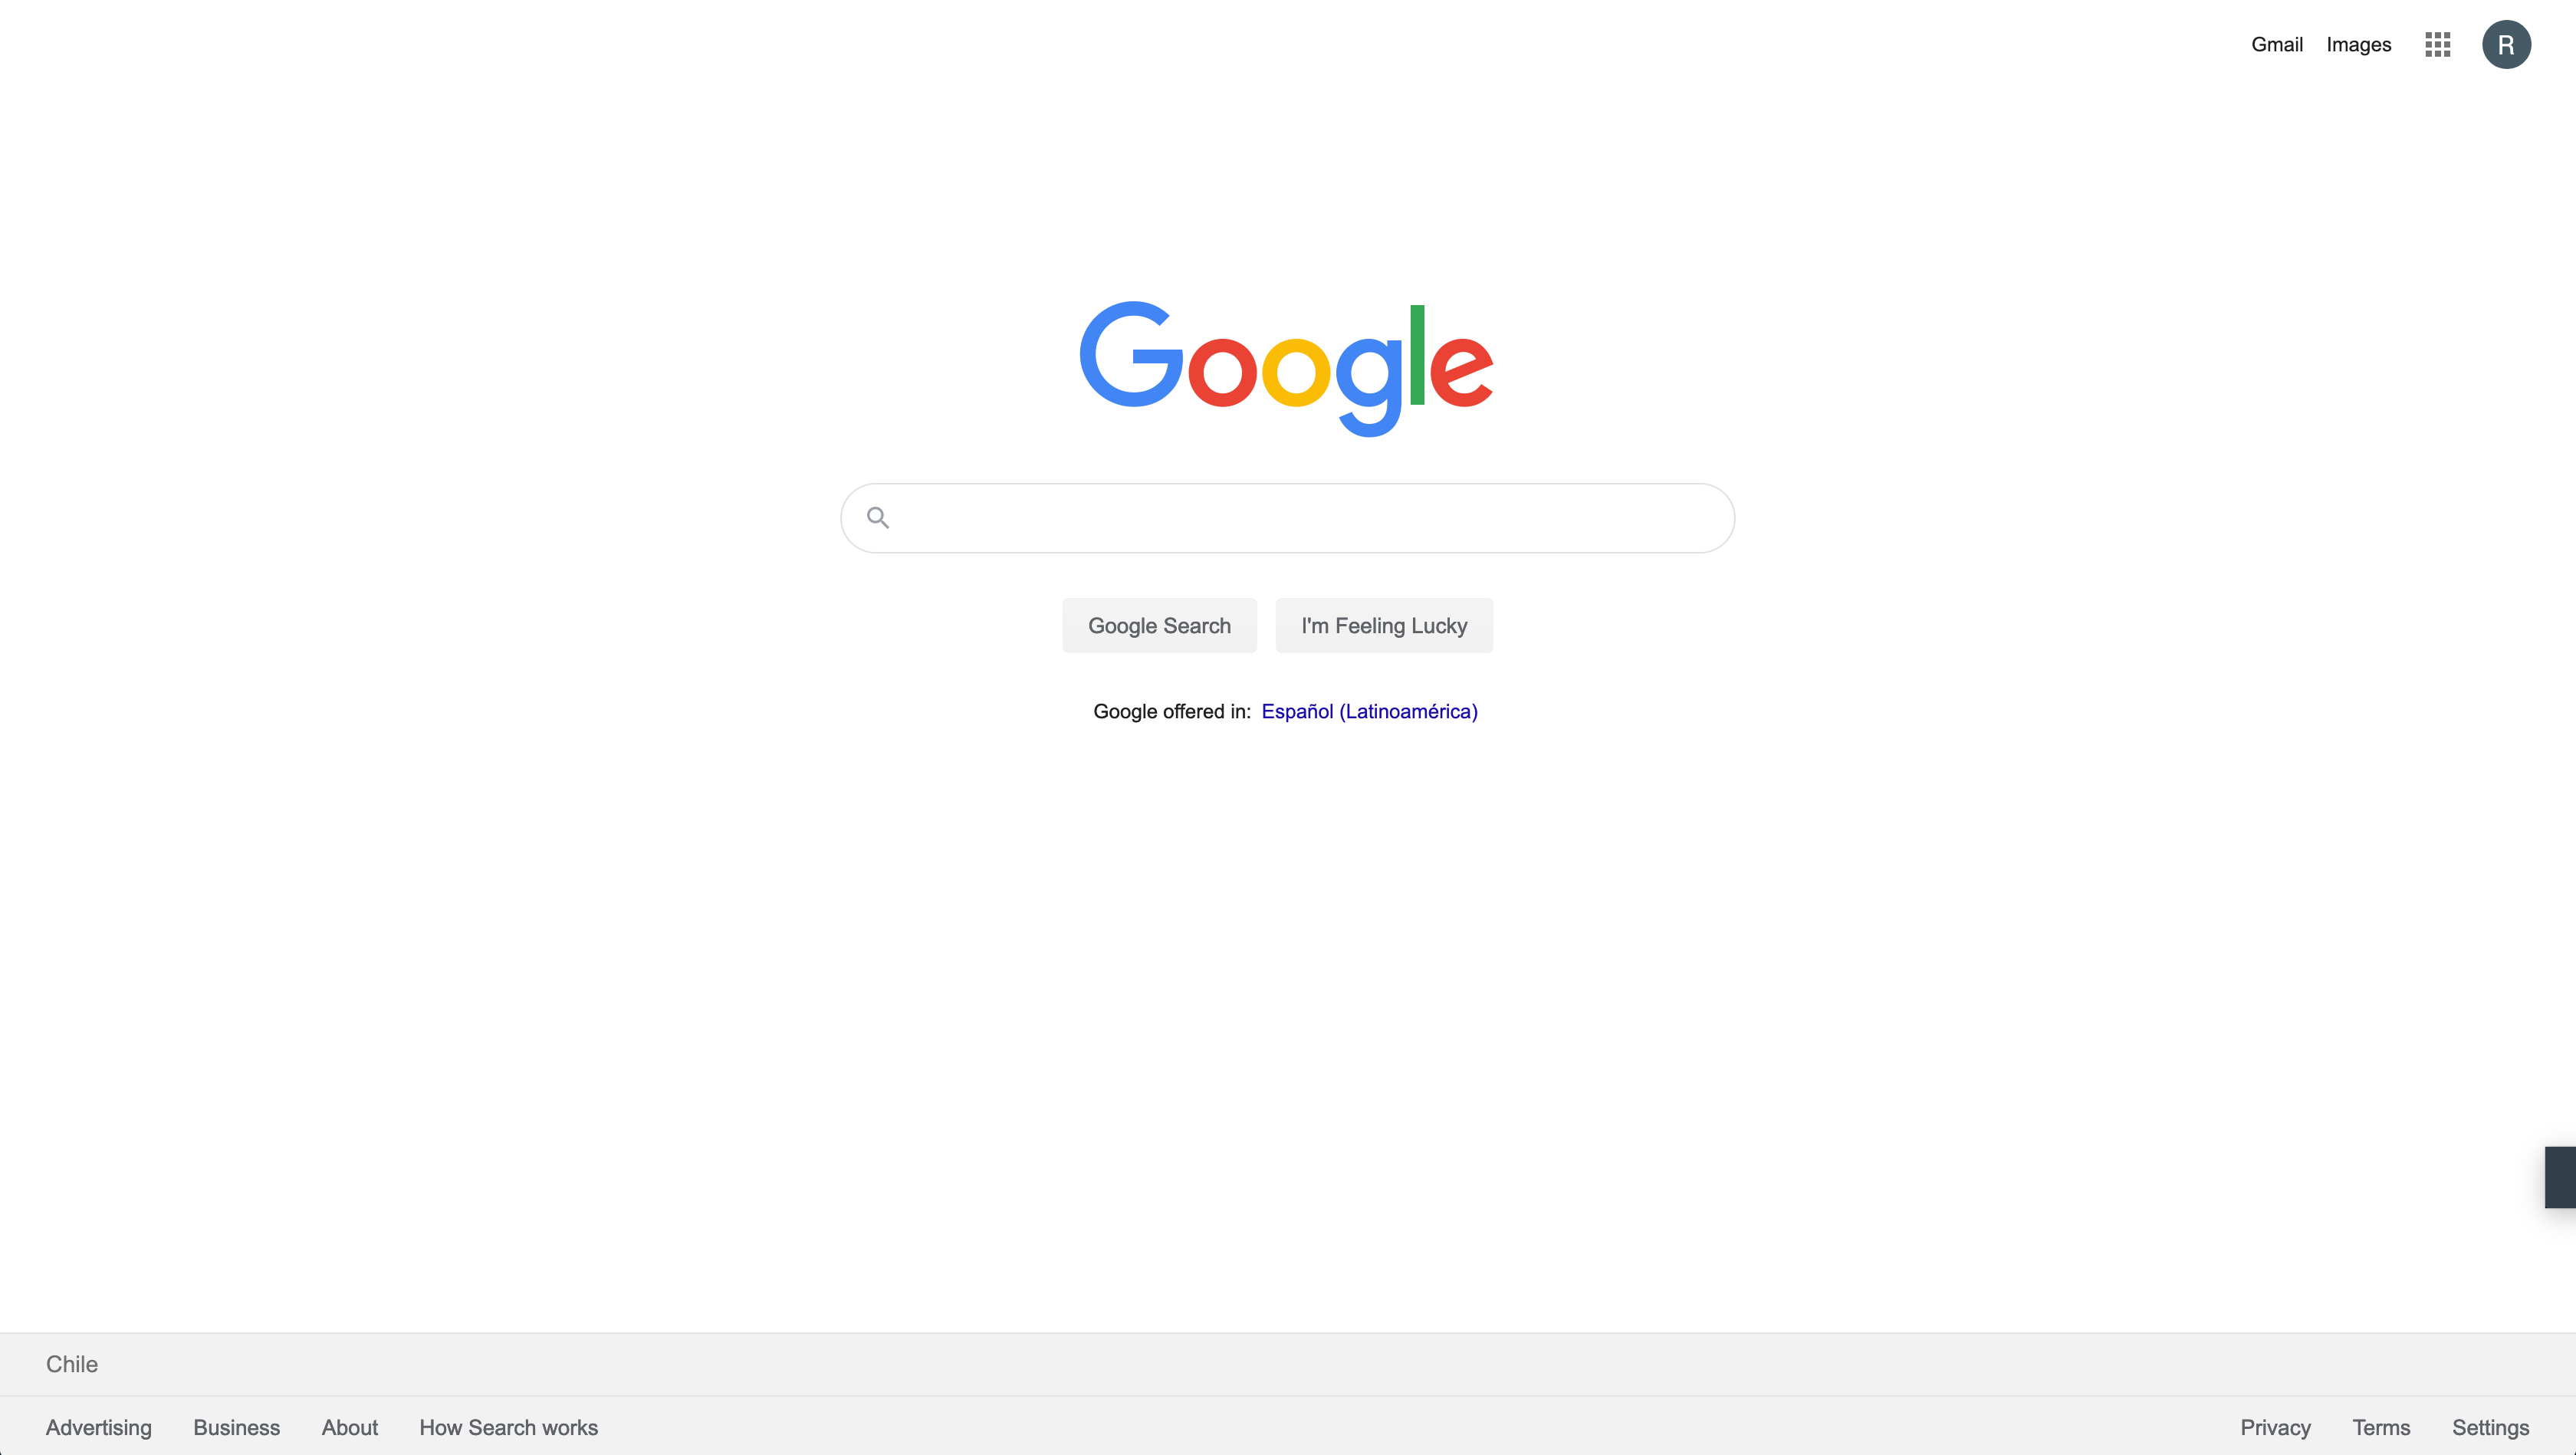 Gmail Images R
Google
Google Search I'm Feeling Lucky
Google offered in: Español (Latinoamérica)
Chile
Advertising Business About How Search works Privacy Terms Settings